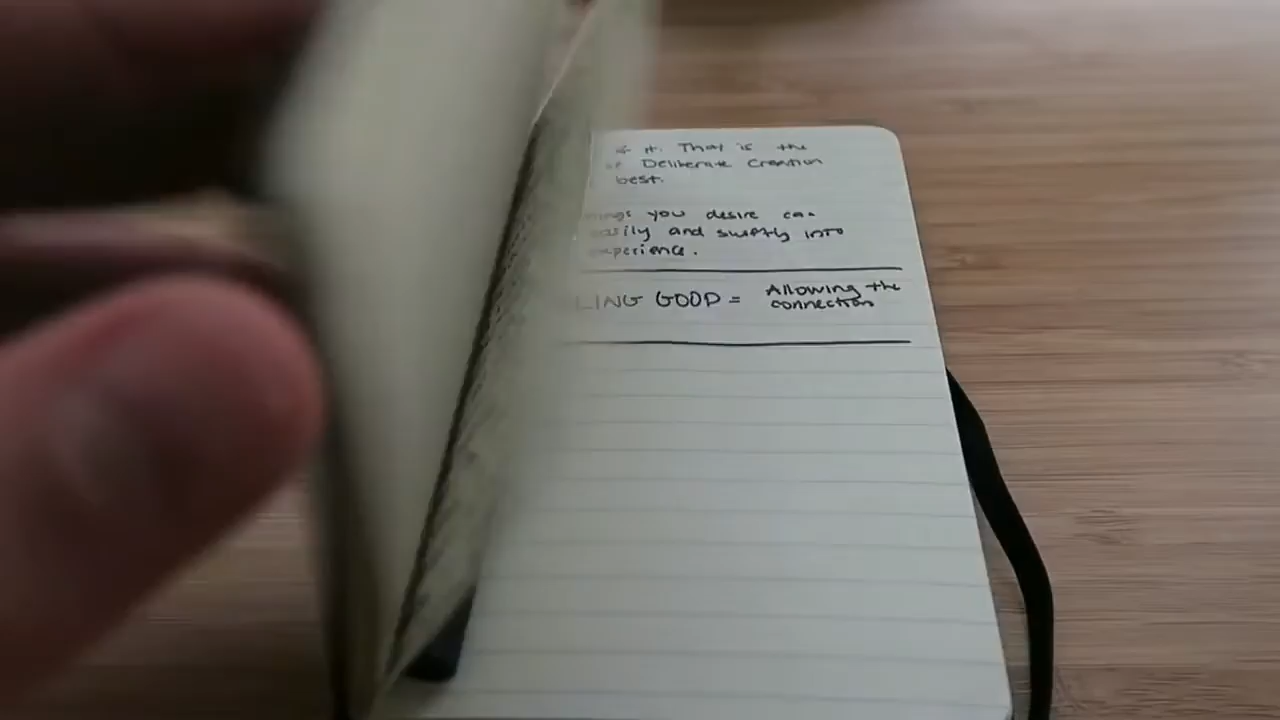 it. That is the
Deliberate Creation
best.
you desire can
and swiftly into
LING GOOD = Allowing the
connection